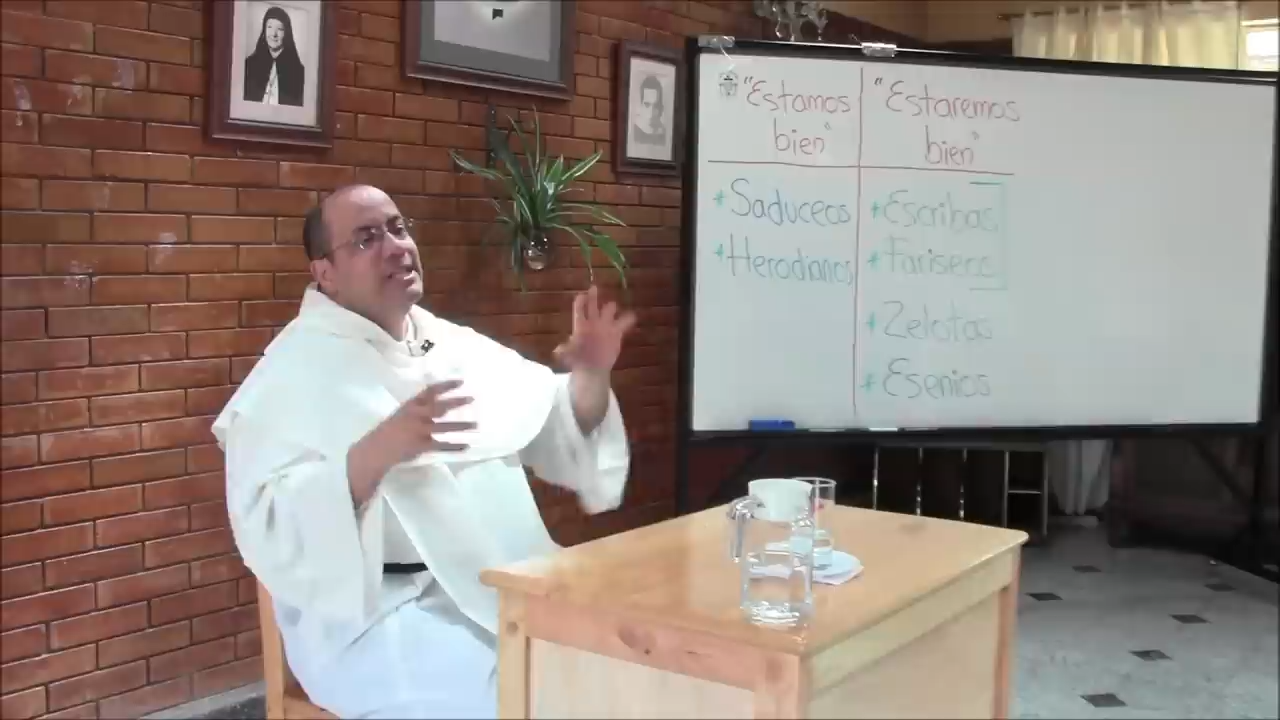 "Estamos
bien"
"Estaremos
bien"
* Saduceos
* Herodianos
* Escribas
* Fariseos
* Zelotas
* Esenios